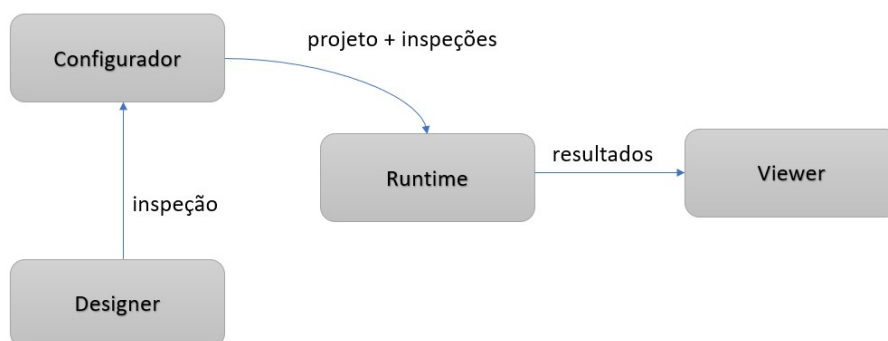 Configurador
projeto + inspeções
Runtime
resultados
Viewer
inspeção
Designer